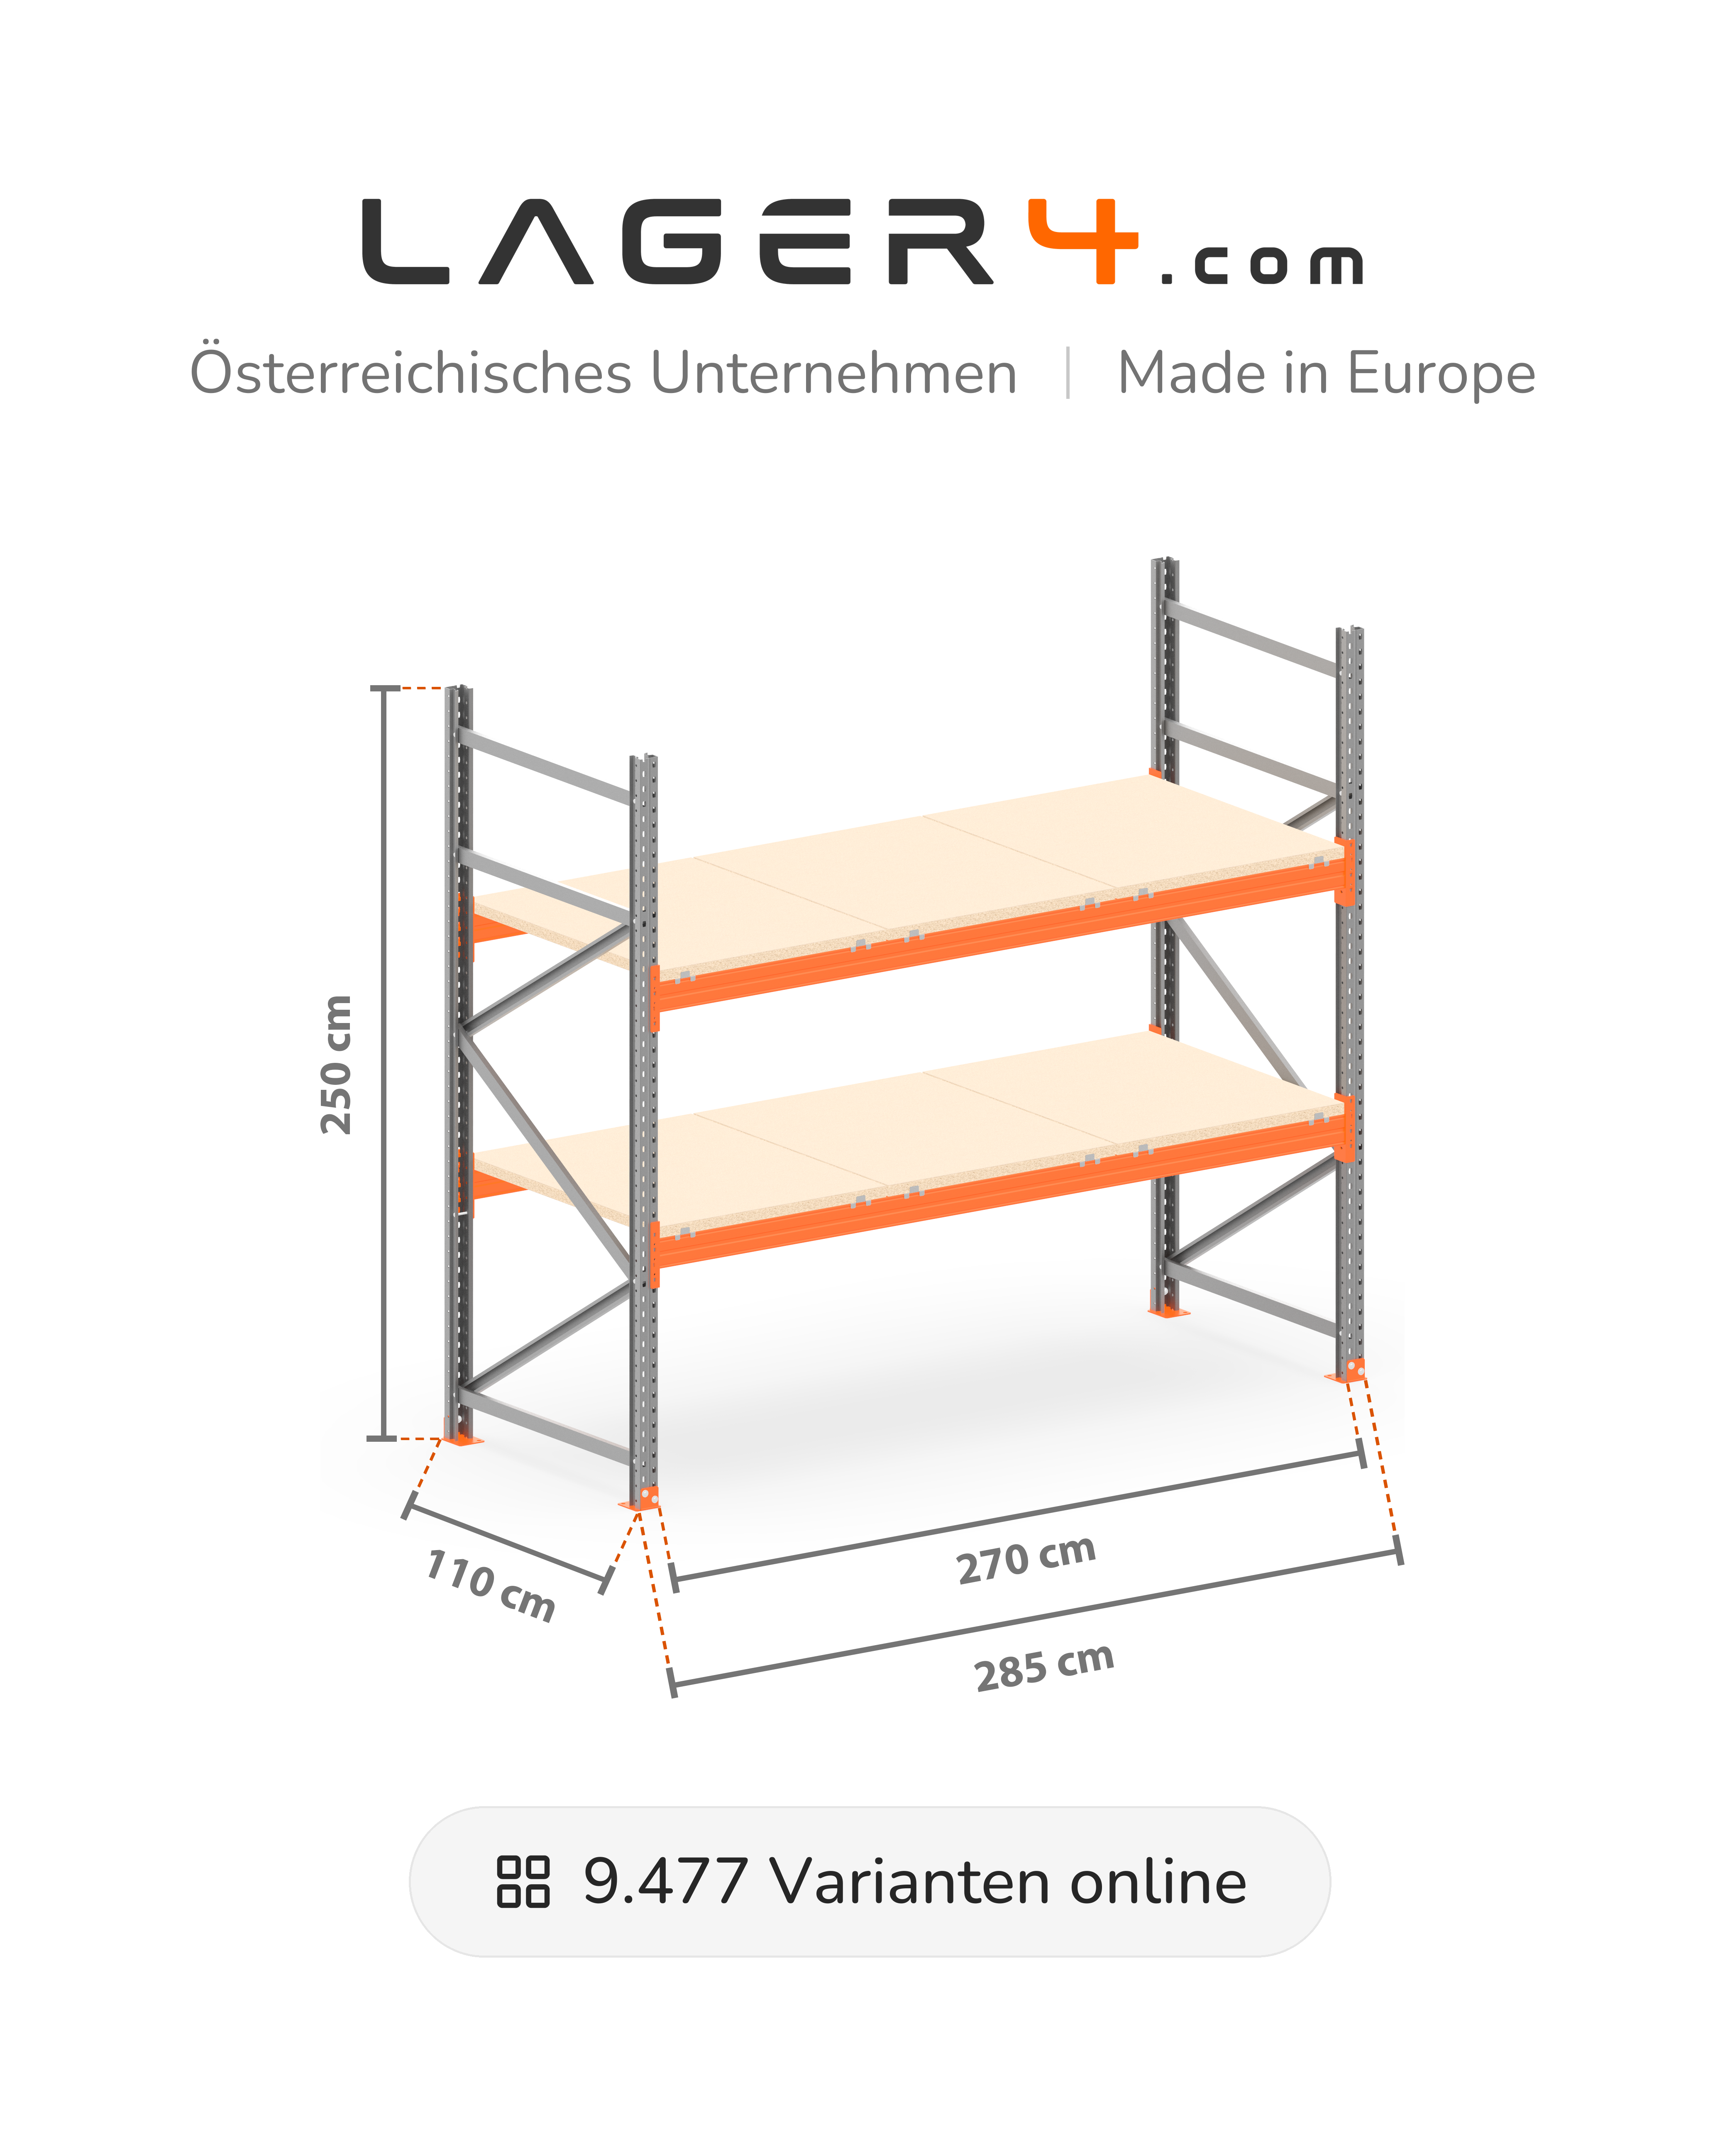 LAGER4.com
Österreichisches Unternehmen | Made in Europe
250 cm
110 cm
270 cm
285 cm
9.477 Varianten online